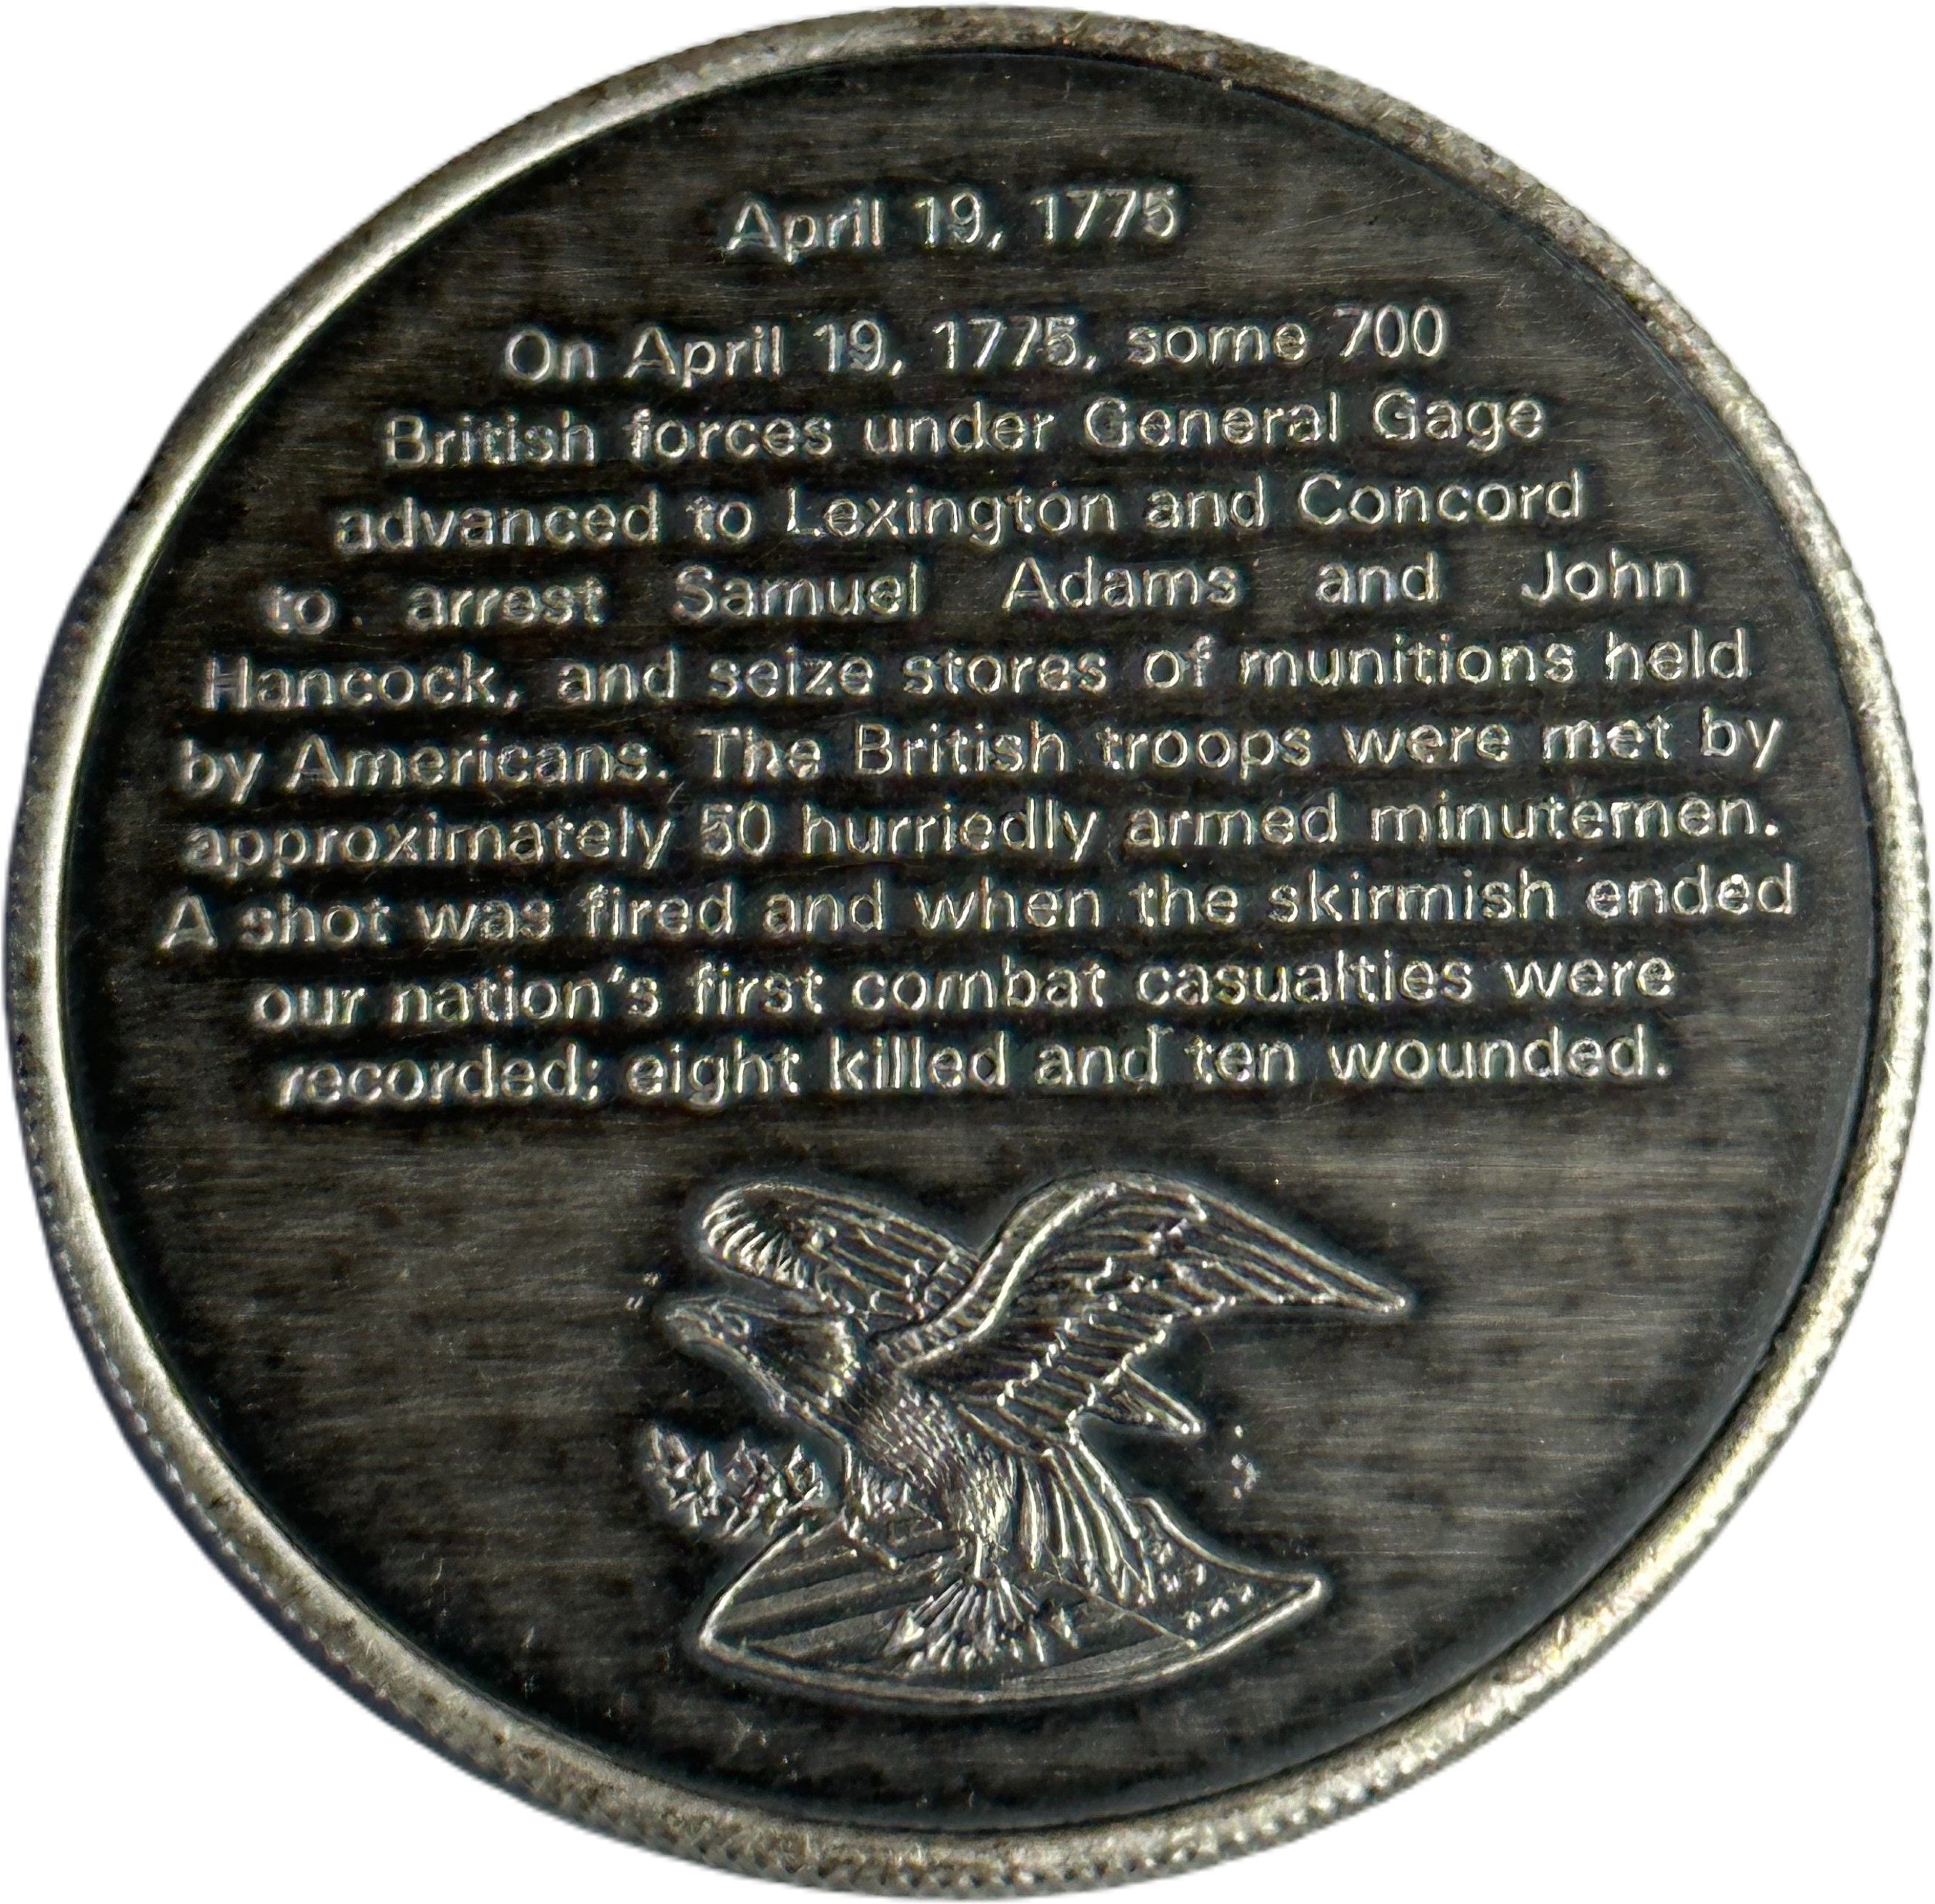 April 19, 1775
On April 19, 1775, some 700
British forces under General Gage
advanced to Lexington and Concord
to arrest Samuel Adams and John
Hancock, and seize stores of munitions held
by Americans. The British troops were met by
approximately 50 hurriedly armed minutemen.
A shot was fired and when the skirmish ended
our nation's first combat casualties were
recorded; eight killed and ten wounded.